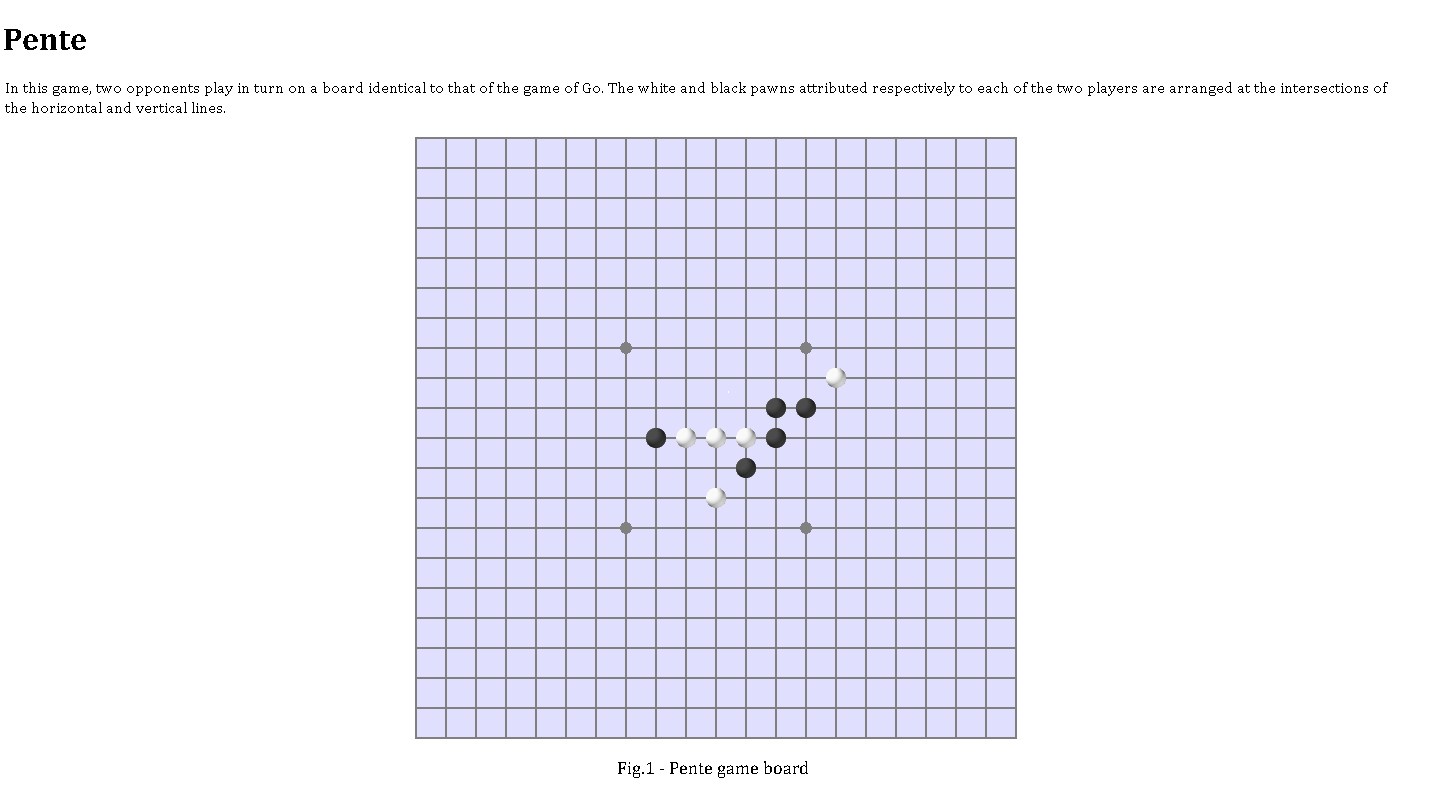 Pente
In this game, two opponents play in turn on a board identical to that of the game of Go. The white and black pawns attributed respectively to each of the two players are arranged at the intersections of
the horizontal and vertical lines.
Fig.1 - Pente game board